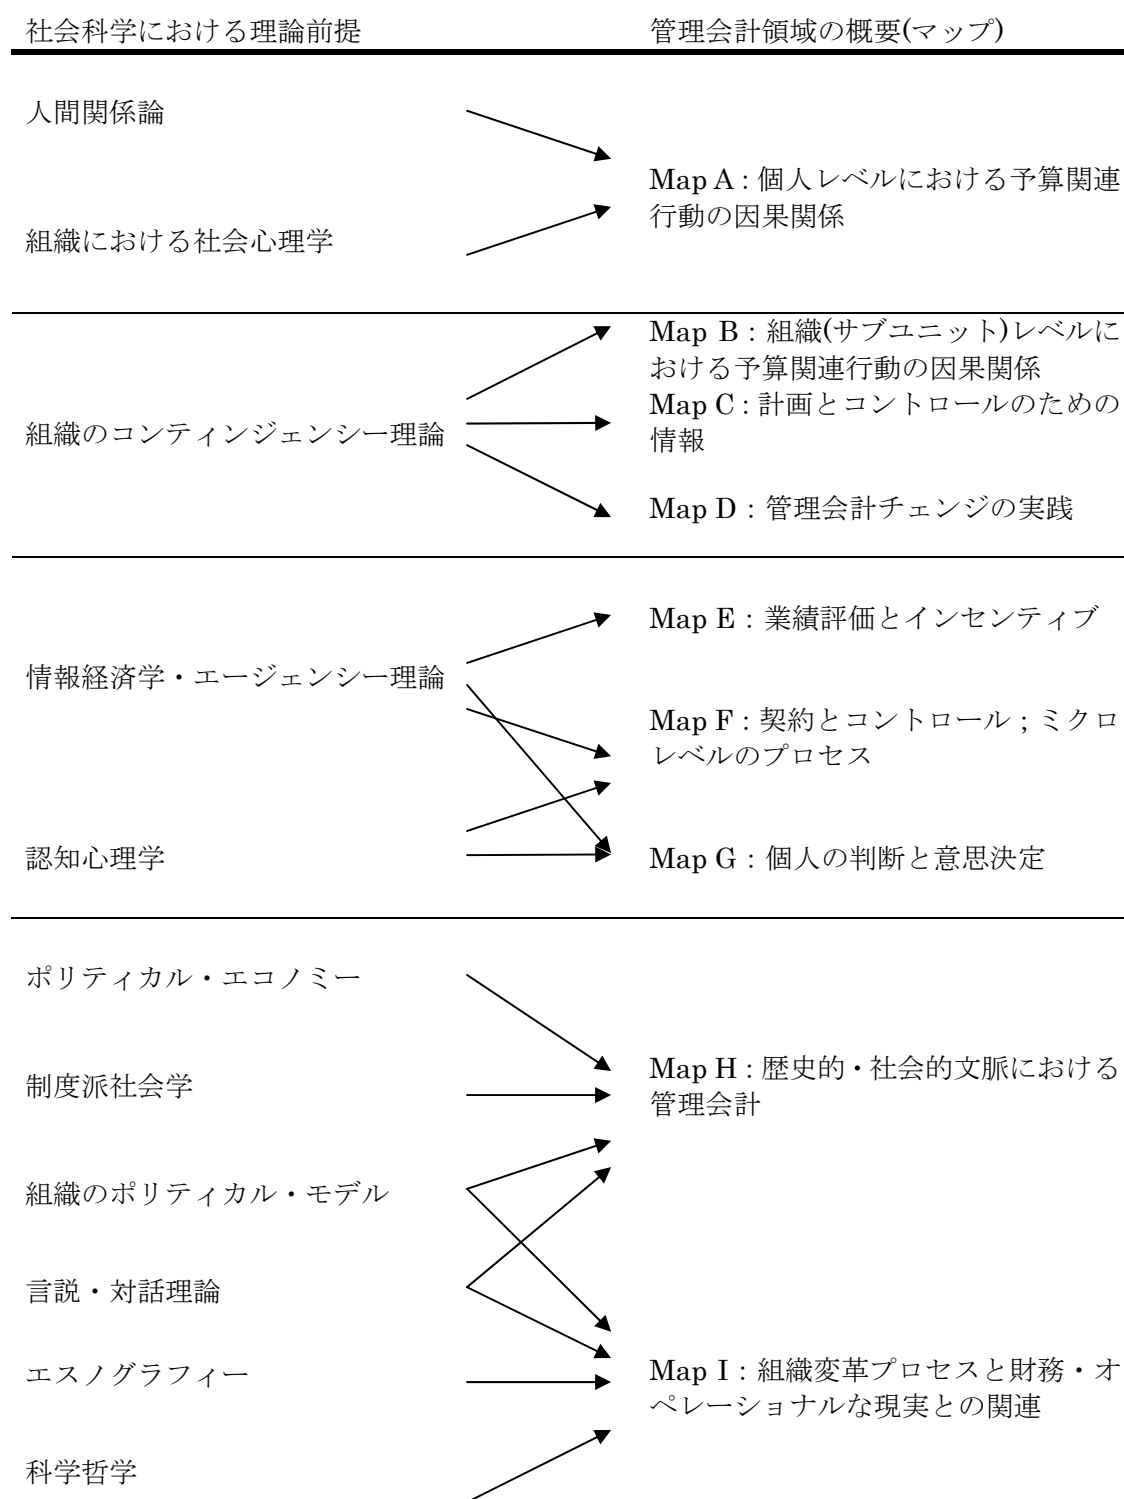 社会科学における理論前提
管理会計領域の概要(マップ)
人間関係論
組織における社会心理学
Map A：個人レベルにおける予算関連
行動の因果関係
組織のコンティンジェンシー理論
Map B：組織(サブユニット)レベルに
おける予算関連行動の因果関係
Map C：計画とコントロールのための
情報
Map D：管理会計チェンジの実践
情報経済学・エージェンシー理論
認知心理学
Map E：業績評価とインセンティブ
Map F：契約とコントロール；ミクロ
レベルのプロセス
Map G：個人の判断と意思決定
ポリティカル・エコノミー
制度派社会学
組織のポリティカル・モデル
言説・対話理論
エスノグラフィー
科学哲学
Map H：歴史的・社会的文脈における
管理会計
Map I：組織変革プロセスと財務・オ
ペレーショナルな現実との関連